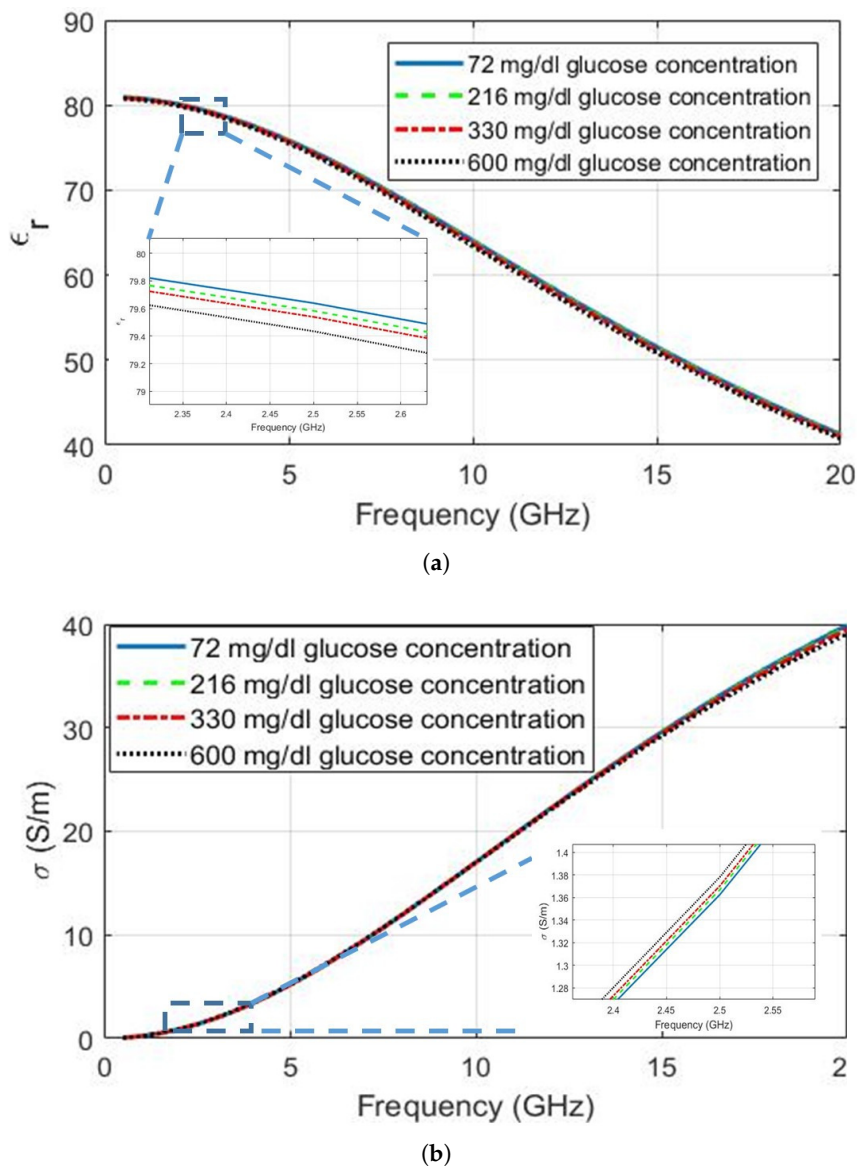 90
80
70
60
50
40
ϵr
72 mg/dl glucose concentration
216 mg/dl glucose concentration
330 mg/dl glucose concentration
600 mg/dl glucose concentration
80
79.8
79.6
79.4
79.2
79
ϵr
2.35 2.4 2.45 2.5 2.55 2.6
Frequency (GHz)
0 5 10 15 20
Frequency (GHz)
(a)
40
30
20
10
0
σ (S/m)
72 mg/dl glucose concentration
216 mg/dl glucose concentration
330 mg/dl glucose concentration
600 mg/dl glucose concentration
1.4
1.38
1.36
1.34
1.32
1.3
1.28
σ (S/m)
2.4 2.45 2.5 2.55
Frequency (GHz)
0 5 10 15 2
Frequency (GHz)
(b)